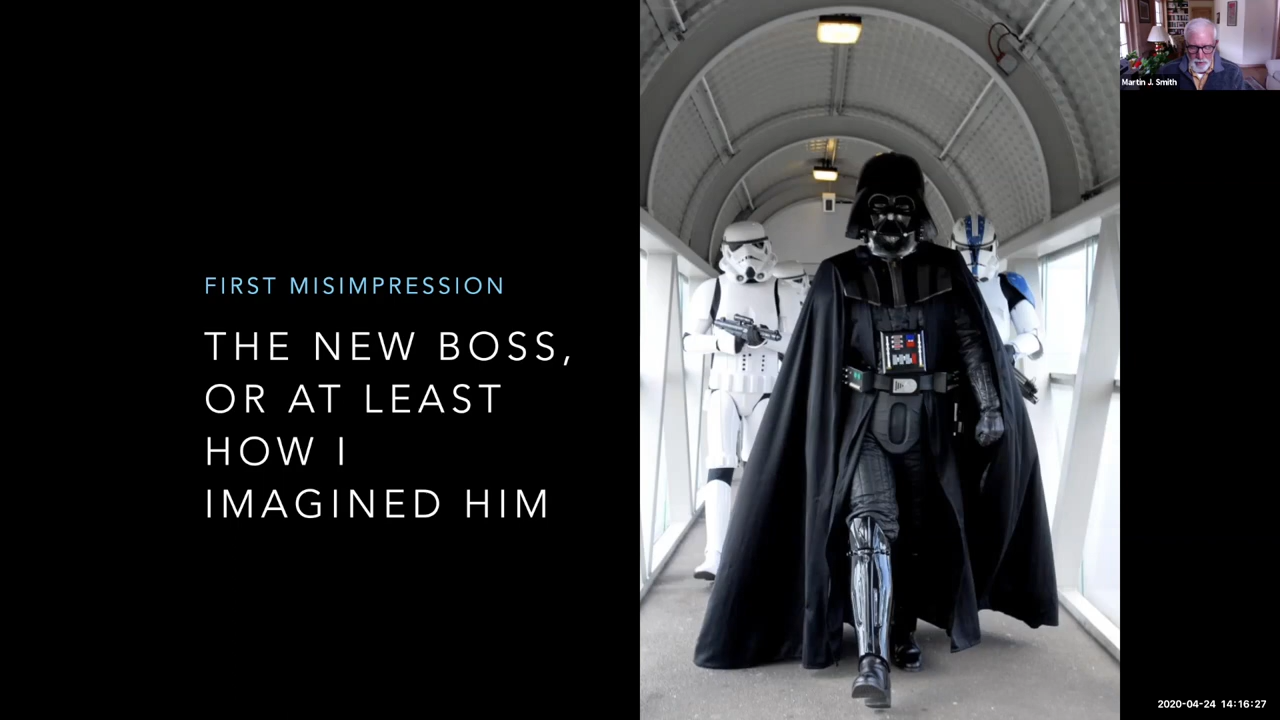 FIRST MISIMPRESSION
THE NEW BOSS,
OR AT LEAST
HOW I
IMAGINED HIM
Martin J. Smith
2020-04-24 14:16:27